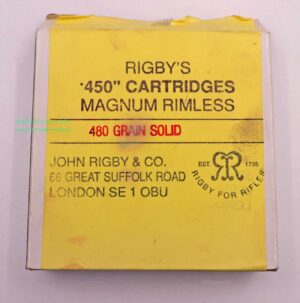 RIGBY'S
·450" CARTRIDGES
MAGNUM RIMLESS
480 GRAIN SOLID
JOHN RIGBY & CO.
66 GREAT SUFFOLK ROAD
LONDON SE 1 OBU
EST. 1735
RIGBY FOR RIFLES